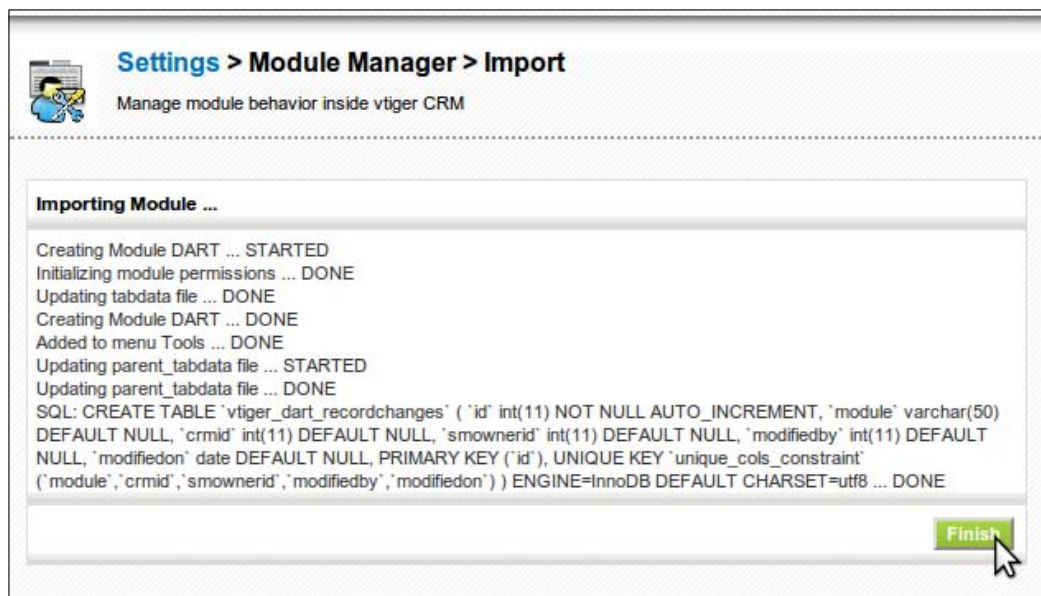 Settings > Module Manager > Import
Manage module behavior inside vtiger CRM
Importing Module ...
Creating Module DART ... STARTED
Initializing module permissions ... DONE
Updating tabdata file ... DONE
Creating Module DART ... DONE
Added to menu Tools ... DONE
Updating parent_tabdata file ... STARTED
Updating parent_tabdata file ... DONE
SQL: CREATE TABLE `vtiger_dart_recordchanges` ( `id` int(11) NOT NULL AUTO_INCREMENT, `module` varchar(50)
DEFAULT NULL, `crmid` int(11) DEFAULT NULL, `smownerid` int(11) DEFAULT NULL, `modifiedby` int(11) DEFAULT
NULL, `modifiedon` date DEFAULT NULL, PRIMARY KEY (`id`), UNIQUE KEY `unique_cols_constraint`
(`module`,`crmid`,`smownerid`,`modifiedby`,`modifiedon`) ) ENGINE=InnoDB DEFAULT CHARSET=utf8 ... DONE
Finish